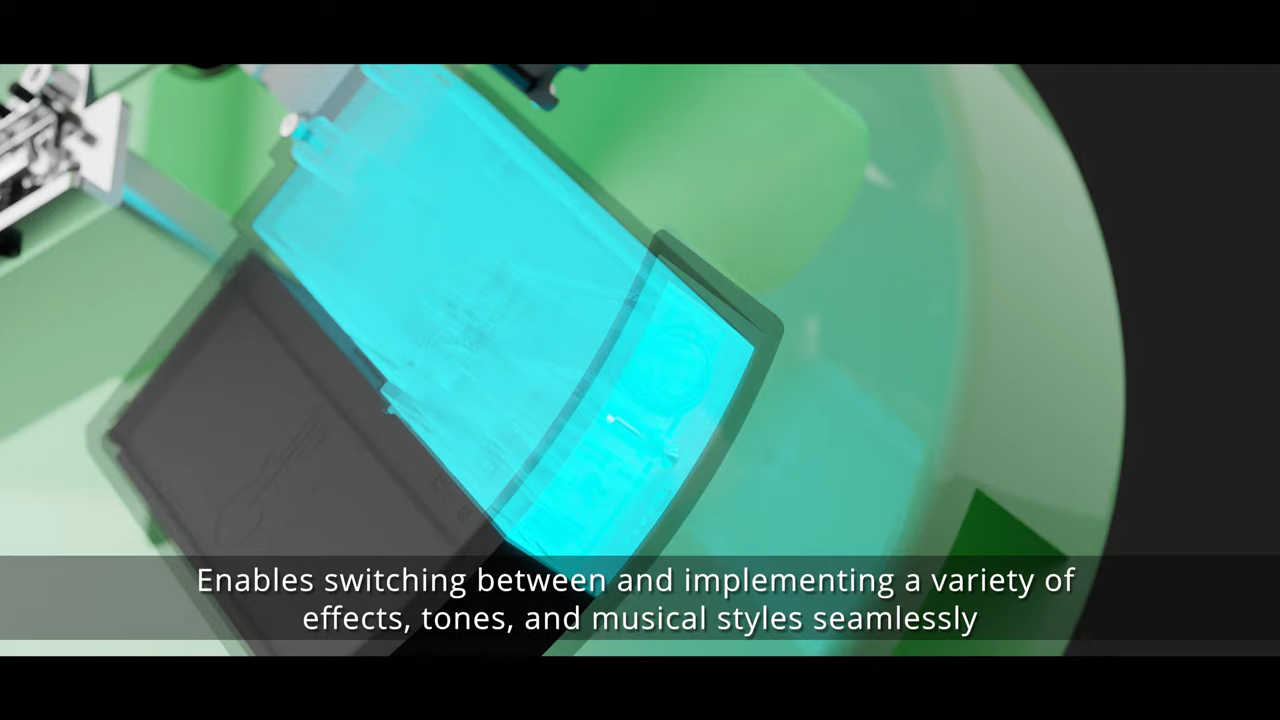 Enables switching between and implementing a variety of
effects, tones, and musical styles seamlessly